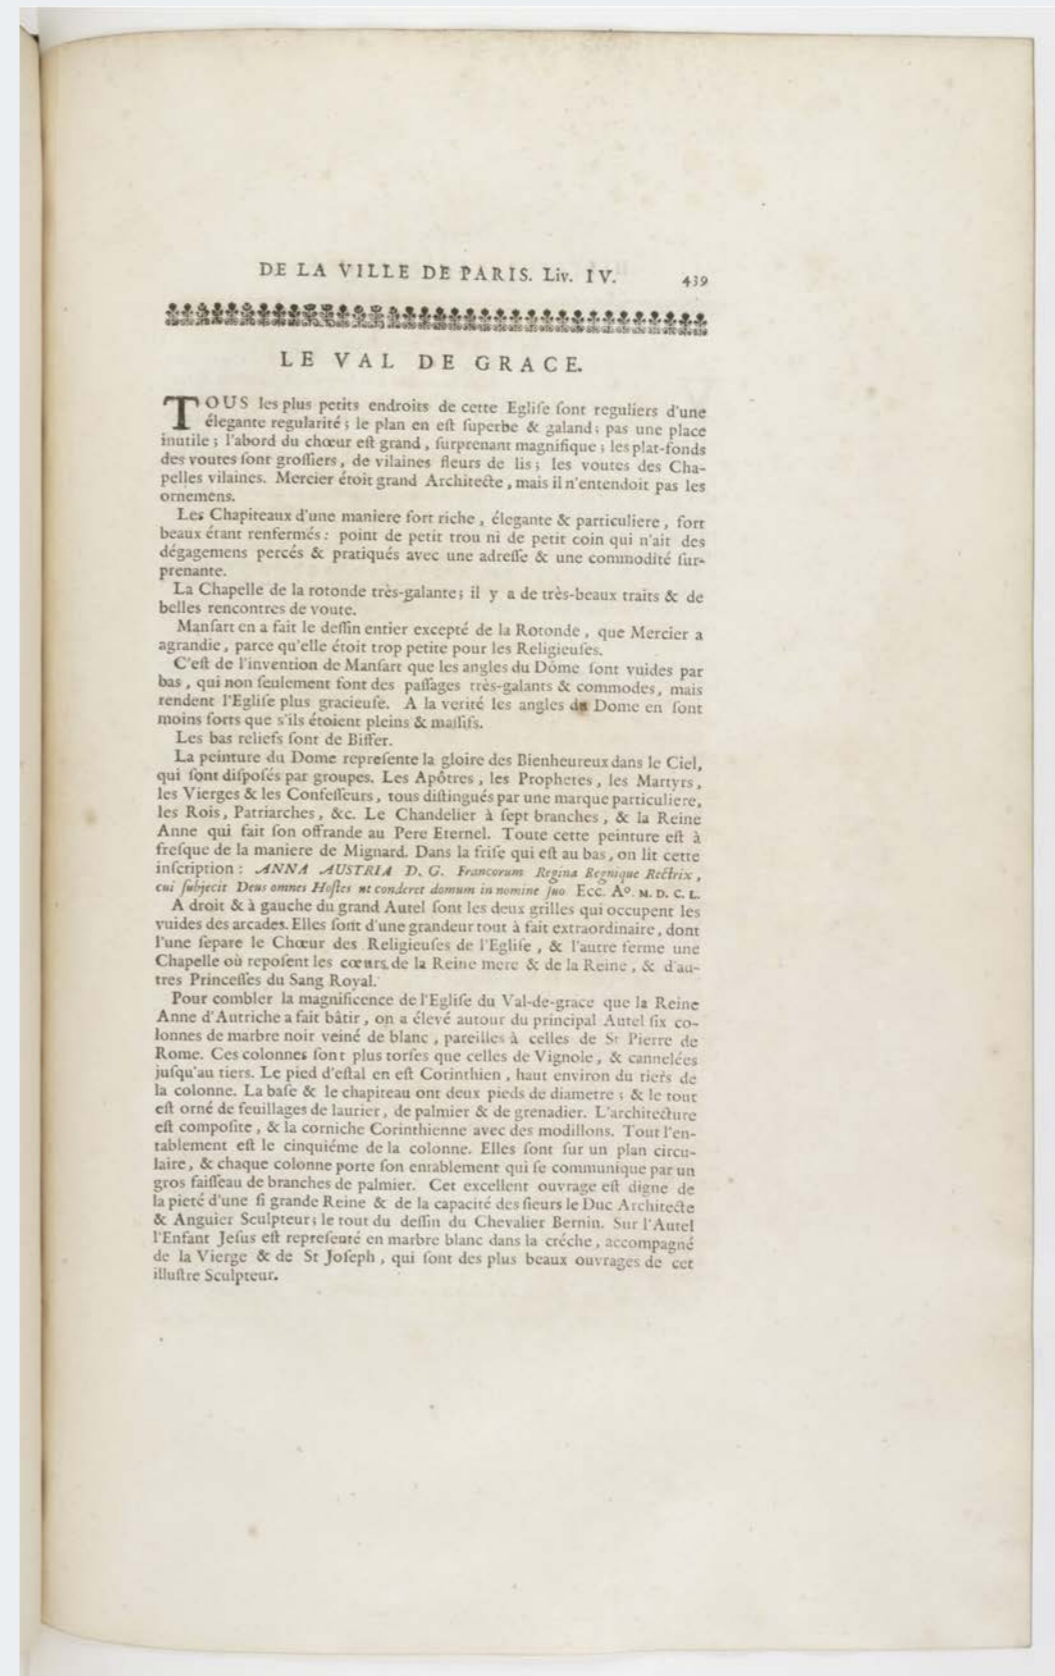 DE LA VILLE DE PARIS. Liv. IV. 439
LE VAL DE GRACE.
TOUS les plus petits endroits de cette Egliſe ſont reguliers d'une
élegante regularité ; le plan en eſt ſuperbe & galand ; pas une place
inutile ; l'abord du chœur eſt grand , ſurprenant magnifique ; les plat-fonds
des voutes ſont groſſiers , de vilaines fleurs de lis ; les voutes des Cha-
pelles vilaines. Mercier étoit grand Architecte , mais il n'entendoit pas les
ornemens.
Les Chapiteaux d'une maniere fort riche , élegante & particuliere , fort
beaux étant renfermés : point de petit trou ni de petit coin qui n'ait des
dégagemens percés & pratiqués avec une adreſſe & une commodité ſur-
prenante.
La Chapelle de la rotonde très-galante ; il y a de très-beaux traits & de
belles rencontres de voute.
Manſart en a fait le deſſin entier excepté de la Rotonde , que Mercier a
agrandie , parce qu'elle étoit trop petite pour les Religieuſes.
C'eſt de l'invention de Manſart que les angles du Dôme ſont vuides par
bas , qui non ſeulement font des paſſages très-galants & commodes, mais
rendent l'Egliſe plus gracieuſe. A la verité les angles du Dome en ſont
moins forts que s'ils étoient pleins & maſſifs.
Les bas reliefs ſont de Biffer.
La peinture du Dome repreſente la gloire des Bienheureux dans le Ciel,
qui ſont diſpoſés par groupes. Les Apôtres , les Prophetes , les Martyrs ,
les Vierges & les Confeſſeurs , tous diſtingués par une marque particuliere,
les Rois, Patriarches , &c. Le Chandelier à ſept branches , & la Reine
Anne qui fait ſon offrande au Pere Eternel. Toute cette peinture eſt à
freſque de la maniere de Mignard. Dans la friſe qui eſt au bas, on lit cette
inſcription : ANNA AUSTRIA D. G. Francorum Regina Regnique Rectrix ,
cui ſubjecit Deus omnes Hoſtes ut conderet domum in nomine ſuo Ecc. Aº. M. D. C. L.
A droit & à gauche du grand Autel ſont les deux grilles qui occupent les
vuides des arcades. Elles ſont d'une grandeur tout à fait extraordinaire , dont
l'une ſepare le Chœur des Religieuſes de l'Egliſe , & l'autre ferme une
Chapelle où repoſent les cœurs de la Reine mere & de la Reine , & d'au-
tres Princeſſes du Sang Royal.
Pour combler la magnificence de l'Egliſe du Val-de-grace que la Reine
Anne d'Autriche a fait bâtir , on a élevé autour du principal Autel ſix co-
lonnes de marbre noir veiné de blanc , pareilles à celles de St Pierre de
Rome. Ces colonnes ſont plus torſes que celles de Vignole , & cannelées
juſqu'au tiers. Le pied d'eſtal en eſt Corinthien , haut environ du tiers de
la colonne. La baſe & le chapiteau ont deux pieds de diametre ; & le tout
eſt orné de feuillages de laurier , de palmier & de grenadier. L'architecture
eſt compoſite , & la corniche Corinthienne avec des modillons. Tout l'en-
tablement eſt le cinquiéme de la colonne. Elles ſont ſur un plan circu-
laire , & chaque colonne porte ſon entablement qui ſe communique par un
gros faiſſeau de branches de palmier. Cet excellent ouvrage eſt digne de
la pieté d'une ſi grande Reine & de la capacité des ſieurs le Duc Architecte
& Anguier Sculpteur ; le tout du deſſin du Chevalier Bernin. Sur l'Autel
l'Enfant Jeſus eſt repreſenté en marbre blanc dans la créche , accompagné
de la Vierge & de St Joſeph , qui ſont des plus beaux ouvrages de cet
illuſtre Sculpteur.